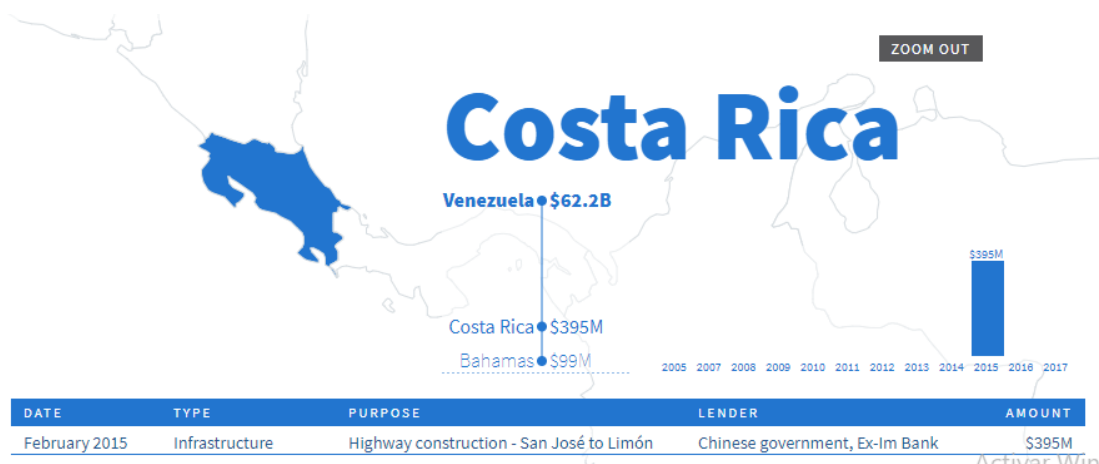 ZOOM OUT
Costa Rica
Venezuela $62.2B
Costa Rica $395M
Bahamas $99M
$395M
2005 2007 2008 2009 2010 2011 2012 2013 2014 2015 2016 2017
DATE TYPE PURPOSE LENDER AMOUNT
February 2015 Infrastructure Highway construction - San José to Limón Chinese government, Ex-Im Bank $395M
Activar Win